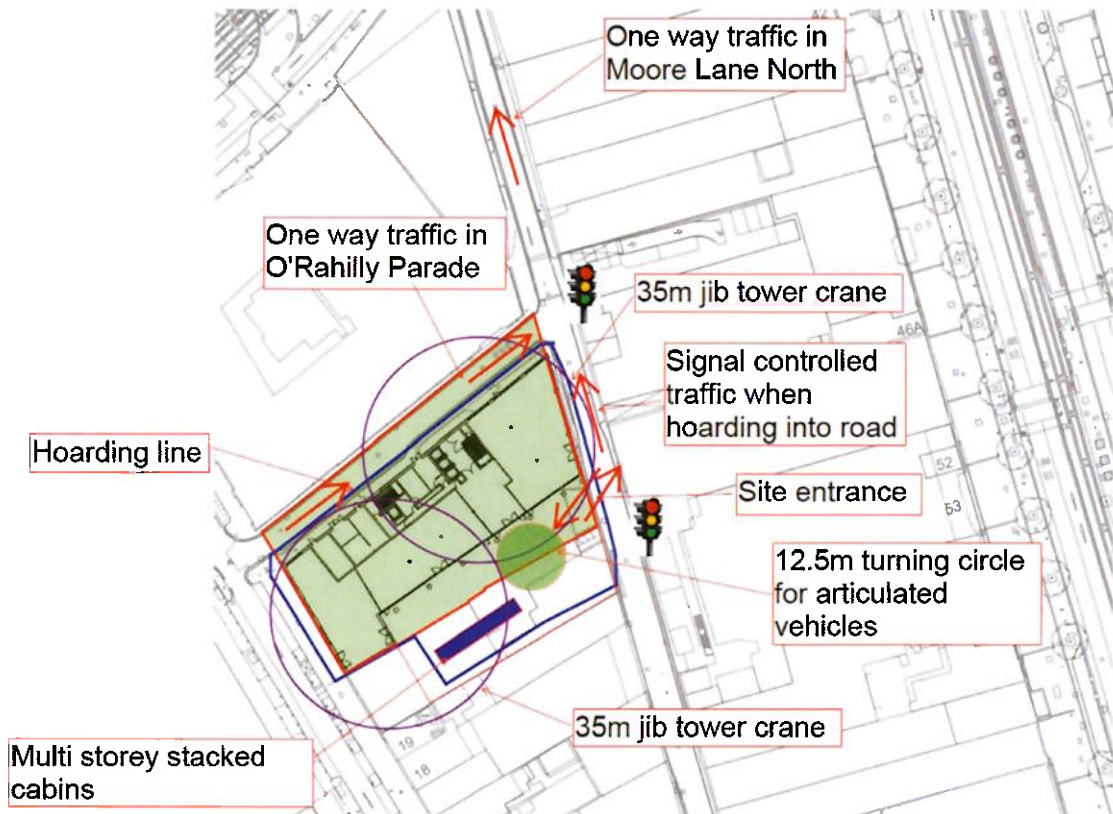 One way traffic in
Moore Lane North
42
One way traffic in
O'Rahilly Parade
35m jib tower crane
46A
Signal controlled
traffic when
hoarding into road
Hoarding line
52
Site entrance
53
12.5m turning circle
for articulated
vehicles
35m jib tower crane
19
18
Multi storey stacked
cabins